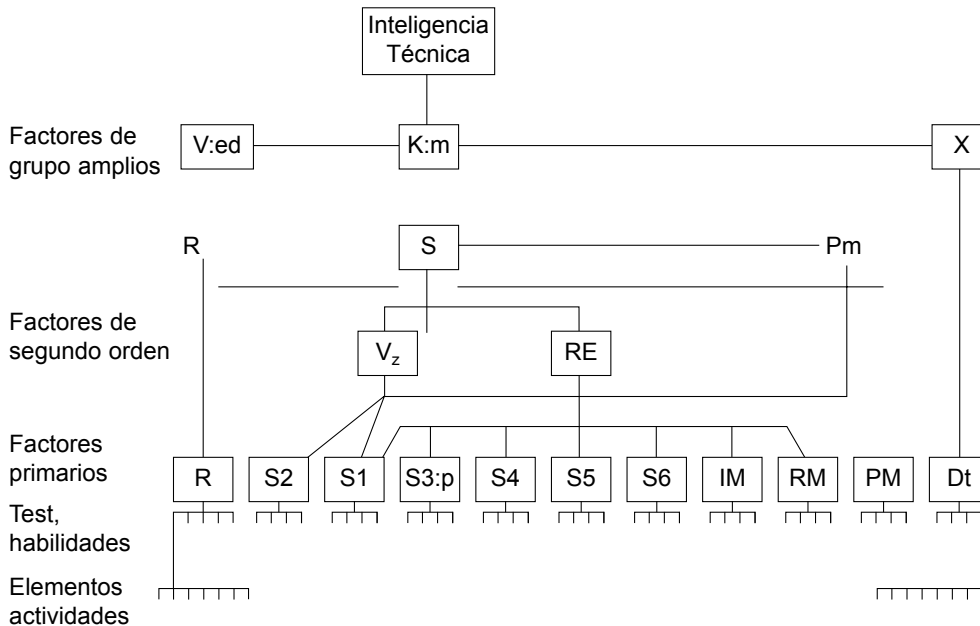 Inteligencia
Técnica
Factores de
grupo amplios
V:ed
K:m
X
R
S
Pm
Factores de
segundo orden
Vz
RE
Factores
primarios
R
S2
S1
S3:p
S4
S5
S6
IM
RM
PM
Dt
Test,
habilidades
Elementos
actividades